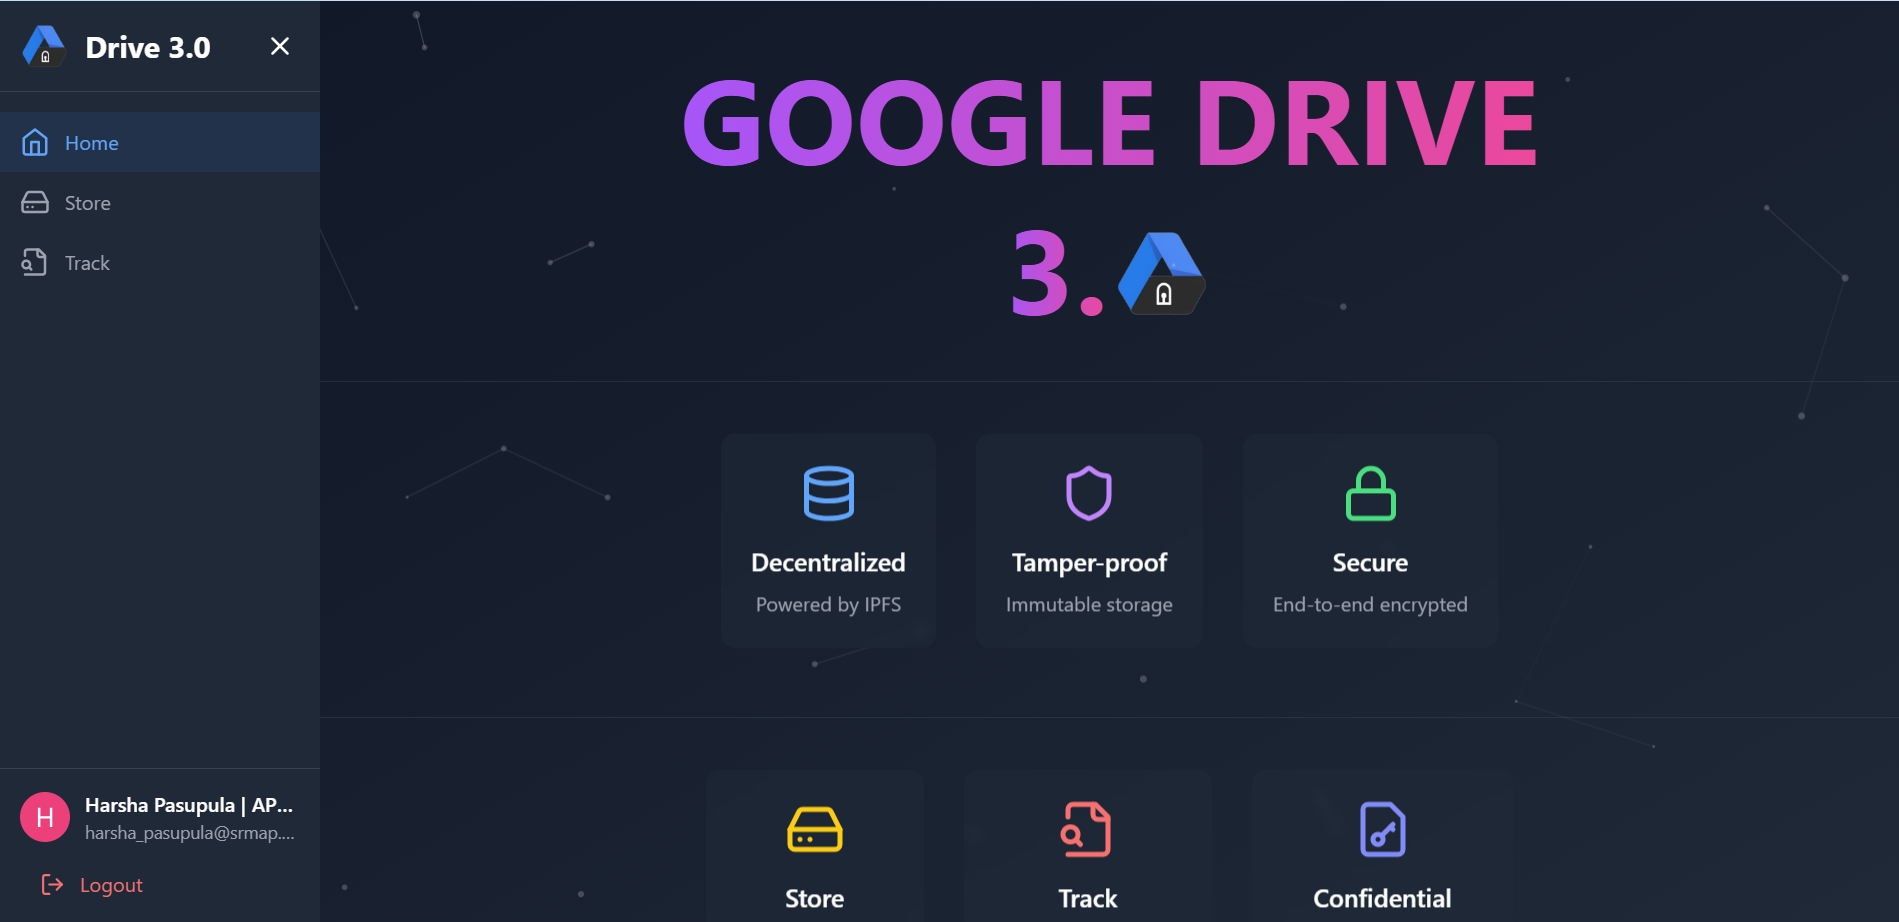 Drive 3.0
Home
Store
Track
Harsha Pasupula | AP...
harsha_pasupula@srmap....
H
Logout
GOOGLE DRIVE
3.
Decentralized
Powered by IPFS
Tamper-proof
Immutable storage
Secure
End-to-end encrypted
Store
Track
Confidential